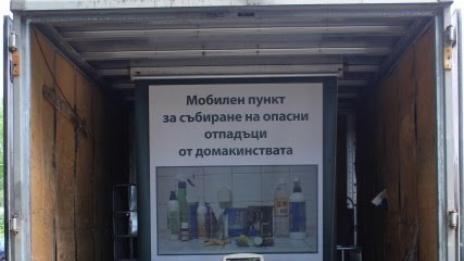 Мобилен пункт
за събиране на опасни
отпадъци
от домакинствата